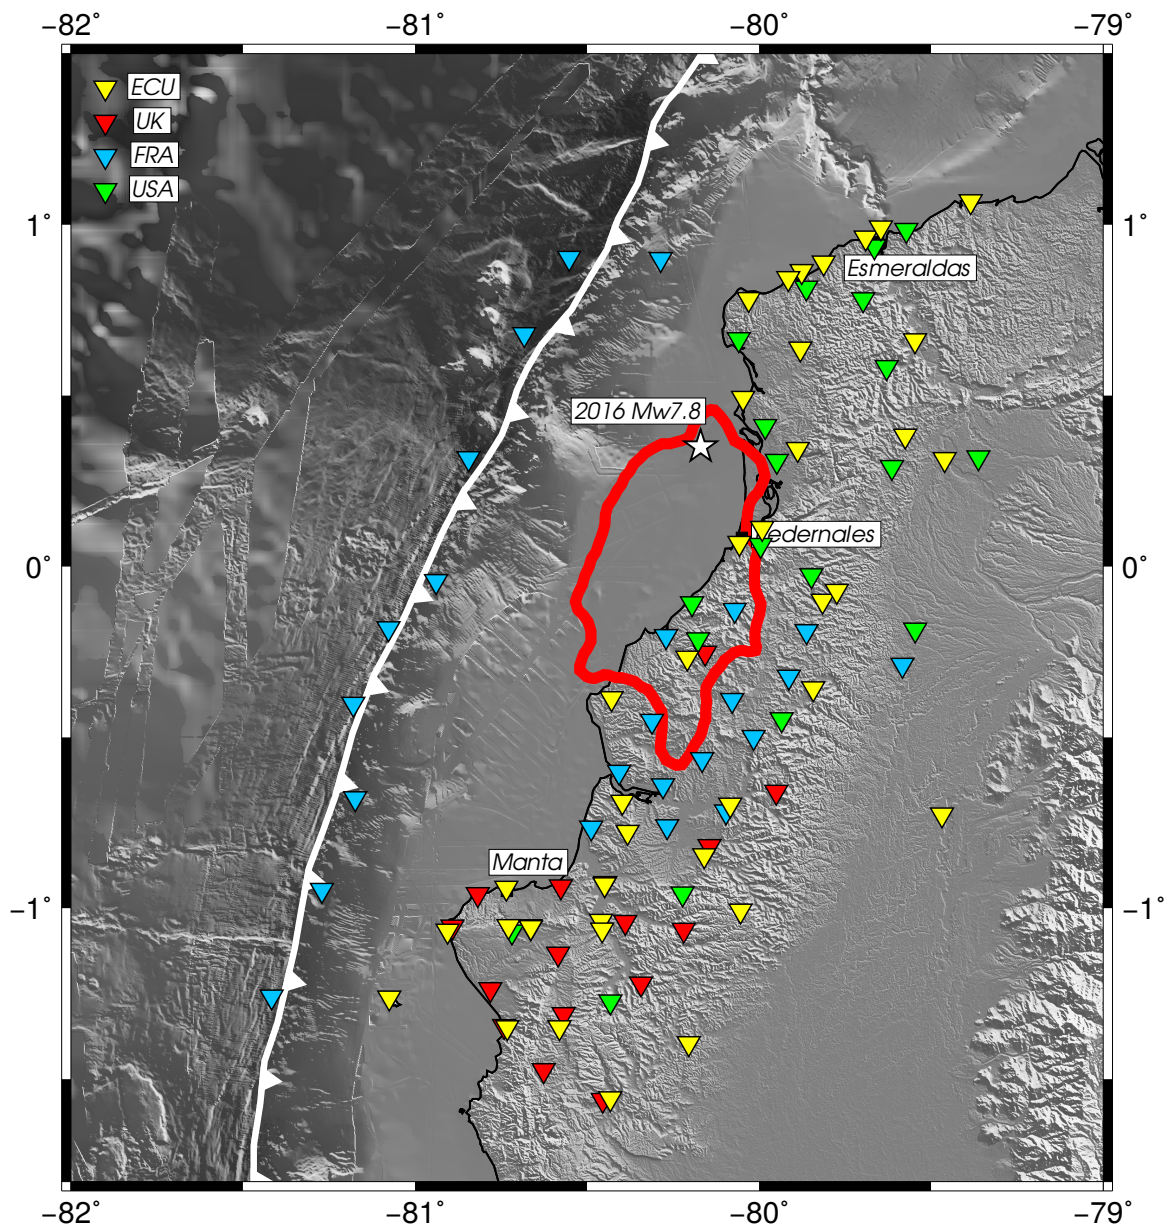 −82˚ −81˚ −80˚ −79˚
ECU
UK
FRA
USA
1˚ 1˚
Esmeraldas
2016 Mw7.8
edernales
0˚ 0˚
Manta
−1˚ −1˚
−82˚ −81˚ −80˚ −79˚